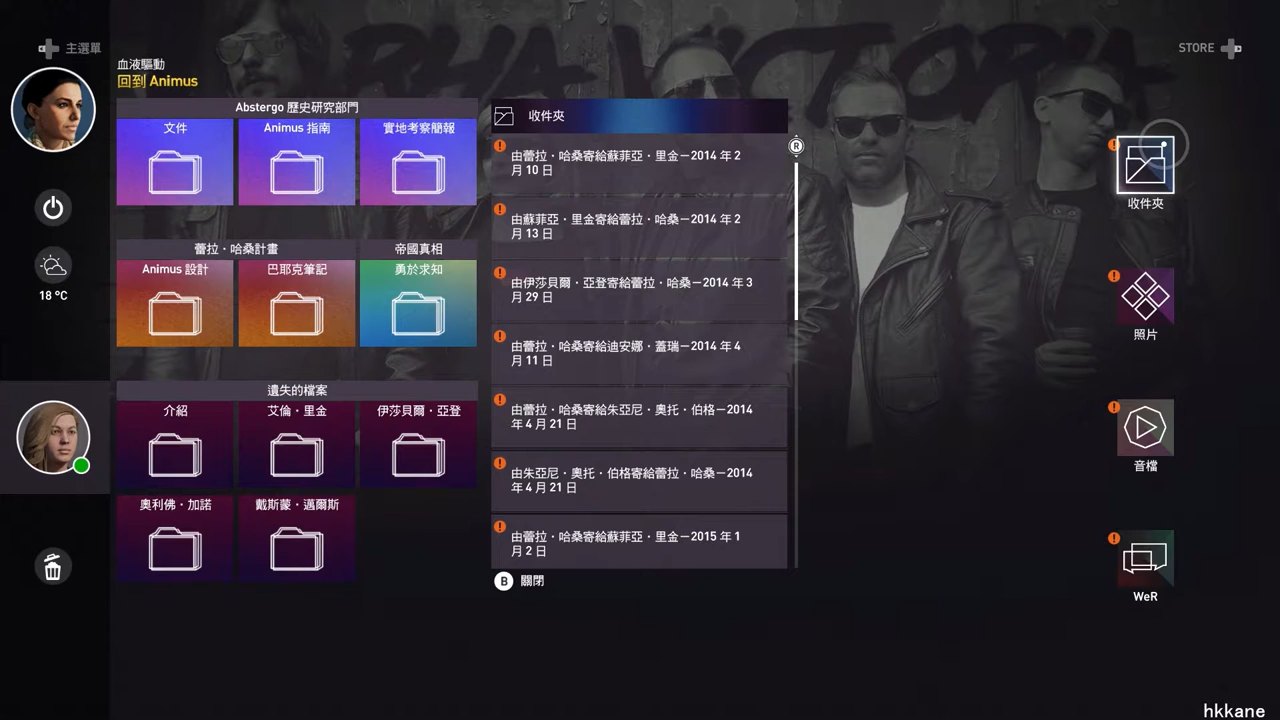 主選單
STORE
血液驅動
回到 Animus
Abstergo 歷史研究部門
文件
Animus 指南
實地考察簡報
蕾拉・哈桑計畫
帝國真相
Animus 設計
巴耶克筆記
勇於求知
遺失的檔案
介紹
艾倫・里金
伊莎貝爾・亞登
奧利佛・加諾
戴斯蒙・邁爾斯
18 ºC
收件夾
由蕾拉・哈桑寄給蘇菲亞・里金－2014 年 2
月 10 日
由蘇菲亞・里金寄給蕾拉・哈桑－2014 年 2
月 13 日
由伊莎貝爾・亞登寄給蕾拉・哈桑－2014 年 3
月 29 日
由蕾拉・哈桑寄給迪安娜・蓋瑞－2014 年 4
月 11 日
由蕾拉・哈桑寄給朱亞尼・奧托・伯格－2014
年 4 月 21 日
由朱亞尼・奧托・伯格寄給蕾拉・哈桑－2014
年 4 月 21 日
由蕾拉・哈桑寄給蘇菲亞・里金－2015 年 1
月 2 日
R
B 關閉
收件夾
照片
音檔
WeR
hkkane